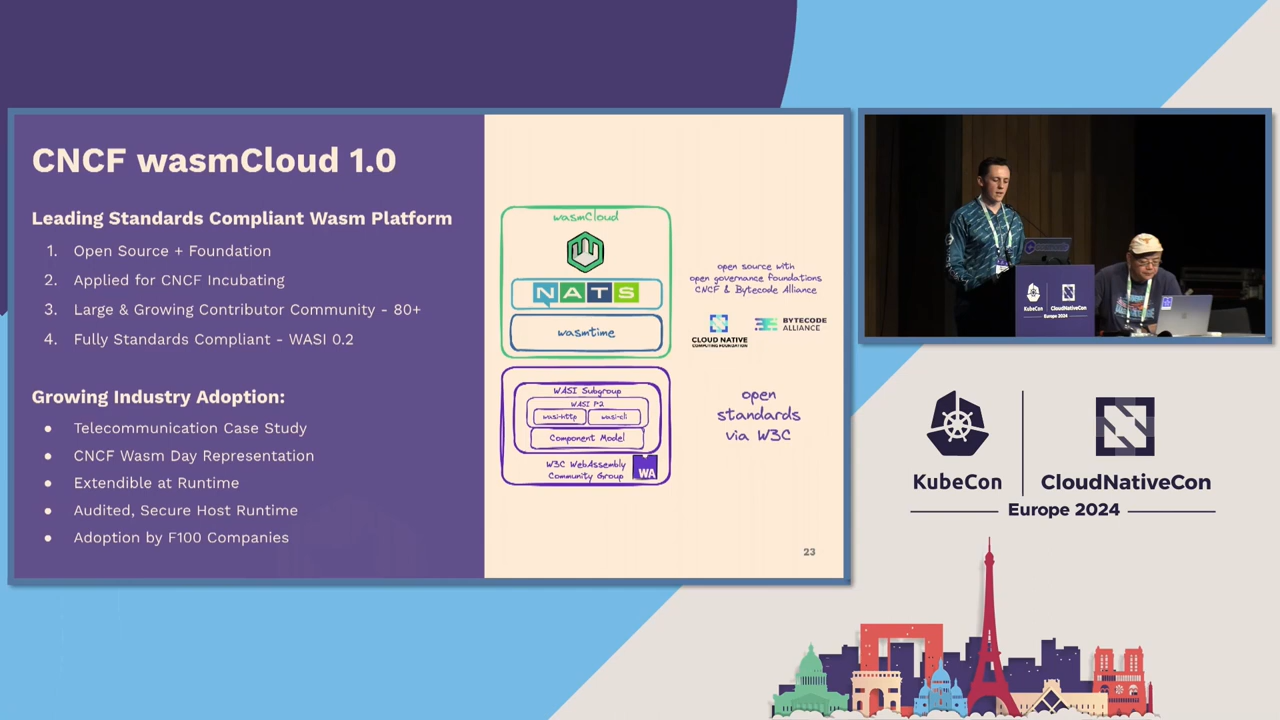 CNCF wasmCloud 1.0
Leading Standards Compliant Wasm Platform
1. Open Source + Foundation
2. Applied for CNCF Incubating
3. Large & Growing Contributor Community - 80+
4. Fully Standards Compliant - WASI 0.2
Growing Industry Adoption:
● Telecommunication Case Study
● CNCF Wasm Day Representation
● Extendible at Runtime
● Audited, Secure Host Runtime
● Adoption by F100 Companies
wasmCloud
NATS
wasmtime
open source with
open governance foundations
CNCF & Bytecode Alliance
CLOUD NATIVE
COMPUTING FOUNDATION
BYTECODE
ALLIANCE
WASI Subgroup
WASI P2
wasi-http
wasi-cli
Component Model
W3C WebAssembly
Community Group
WA
open
standards
via W3C
23
KubeCon
CloudNativeCon
Europe 2024
KubeCon
CloudNativeCon
Europe 2024